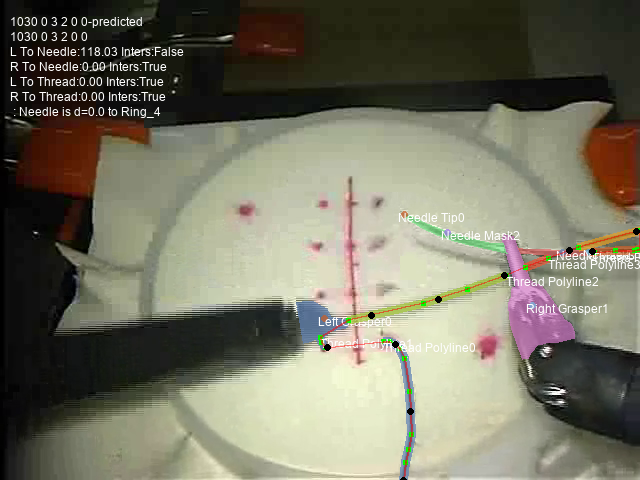 1030 0 3 2 0 0-predicted
1030 0 3 2 0 0
L To Needle:118.03 Inters:False
R To Needle:0.00 Inters:True
L To Thread:0.00 Inters:True
R To Thread:0.00 Inters:True
: Needle is d=0.0 to Ring_4
Needle Tip0
Needle Mask2
Thread Polyline3
Thread Polyline2
Right Grasper1
Left Grasper0
Thread Polyline0